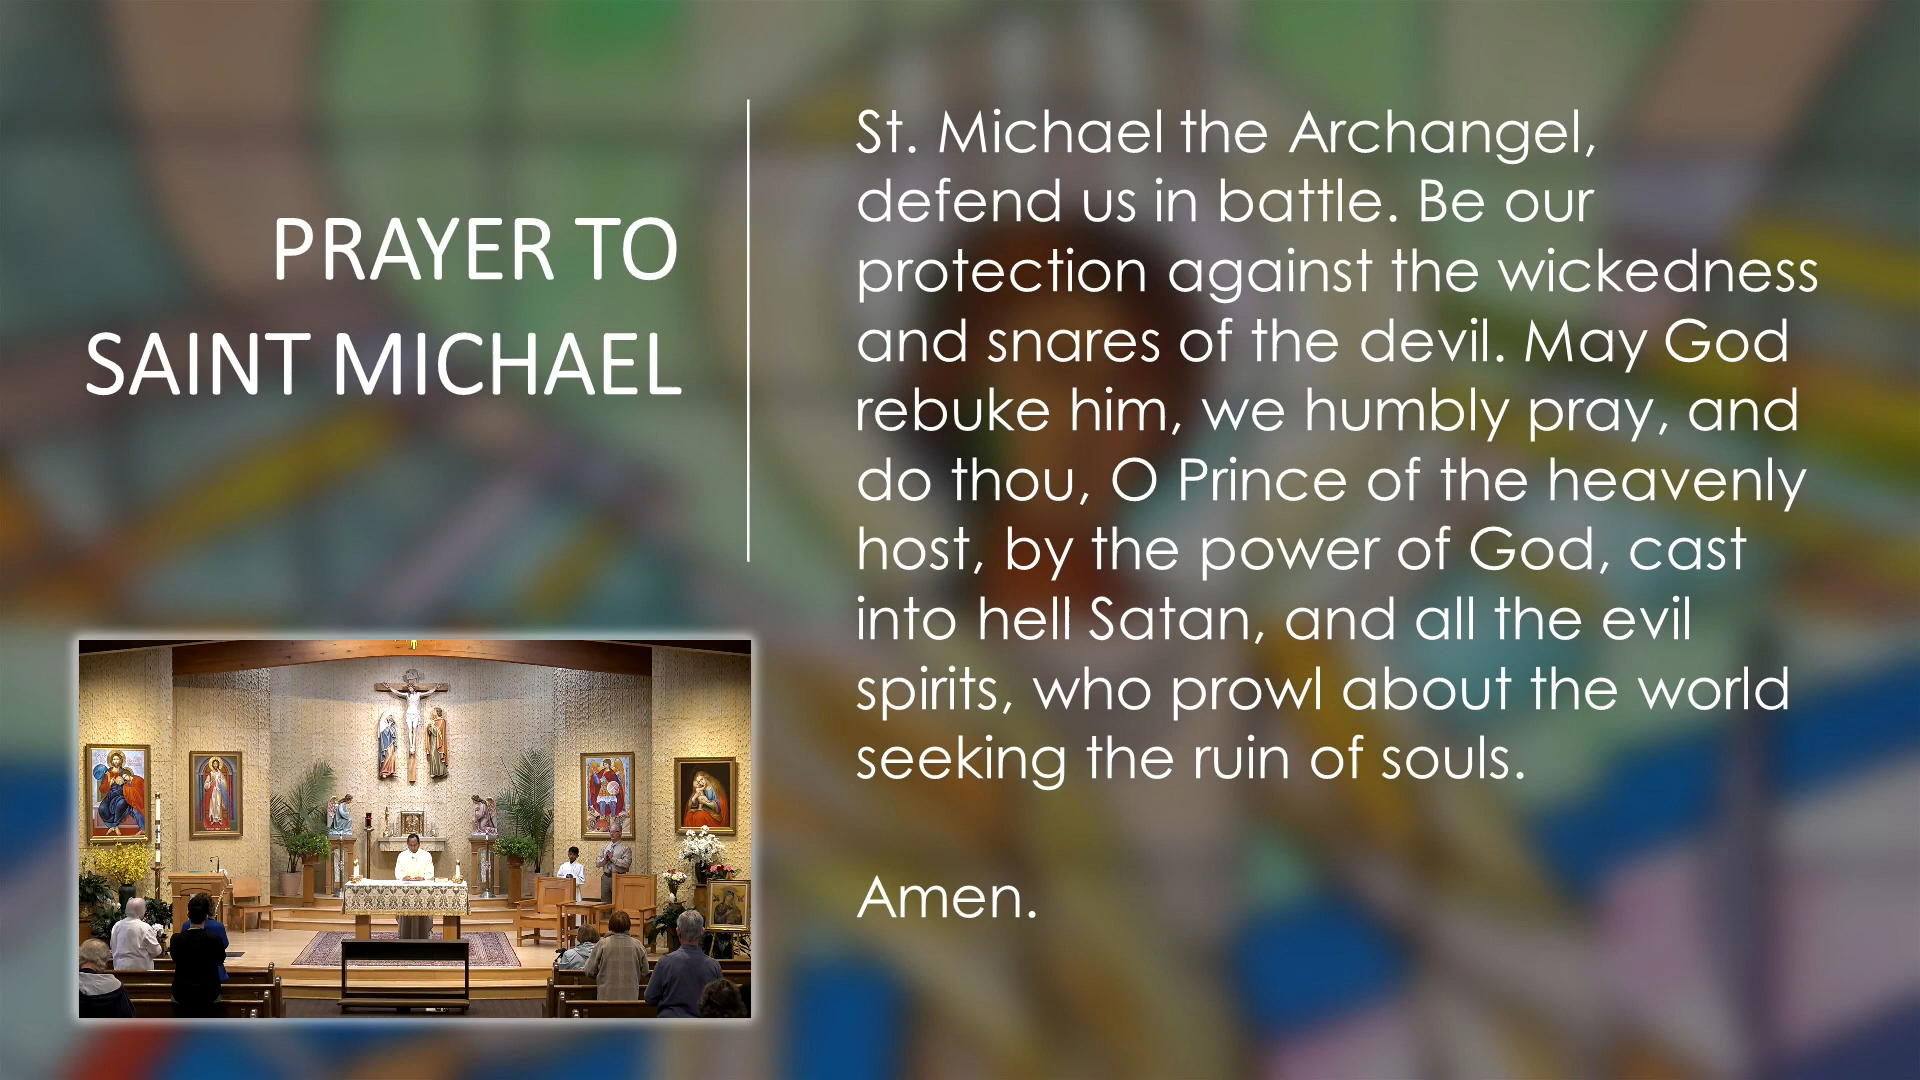 PRAYER TO
SAINT MICHAEL
St. Michael the Archangel,
defend us in battle. Be our
protection against the wickedness
and snares of the devil. May God
rebuke him, we humbly pray, and
do thou, O Prince of the heavenly
host, by the power of God, cast
into hell Satan, and all the evil
spirits, who prowl about the world
seeking the ruin of souls.
Amen.